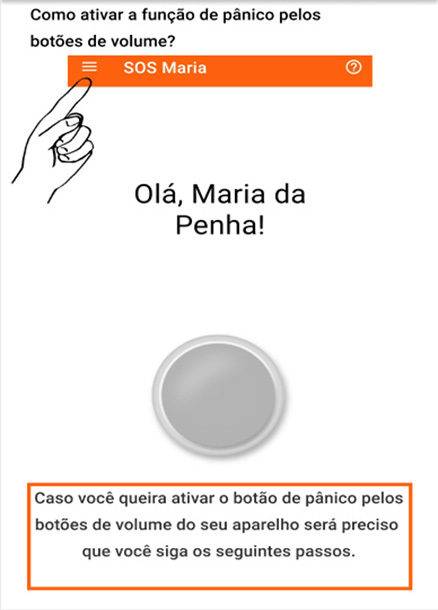 Como ativar a função de pânico pelos
botões de volume?
SOS Maria
?
Olá, Maria da
Penha!
Caso você queira ativar o botão de pânico pelos
botões de volume do seu aparelho será preciso
que você siga os seguintes passos.